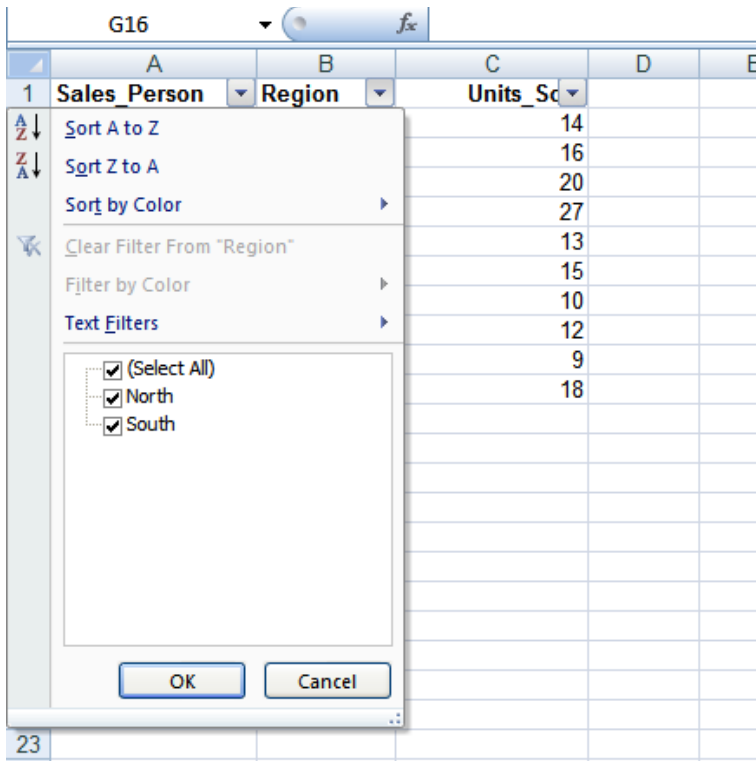 G16 fx
A B C D E
1 Sales_Person Region Units_So
A Z Sort A to Z 14
Z A Sort Z to A 16
20
Sort by Color 27
Clear Filter From "Region" 13
Filter by Color 15
10
Text Filters 12
(Select All) 9
North 18
South
OK Cancel
23